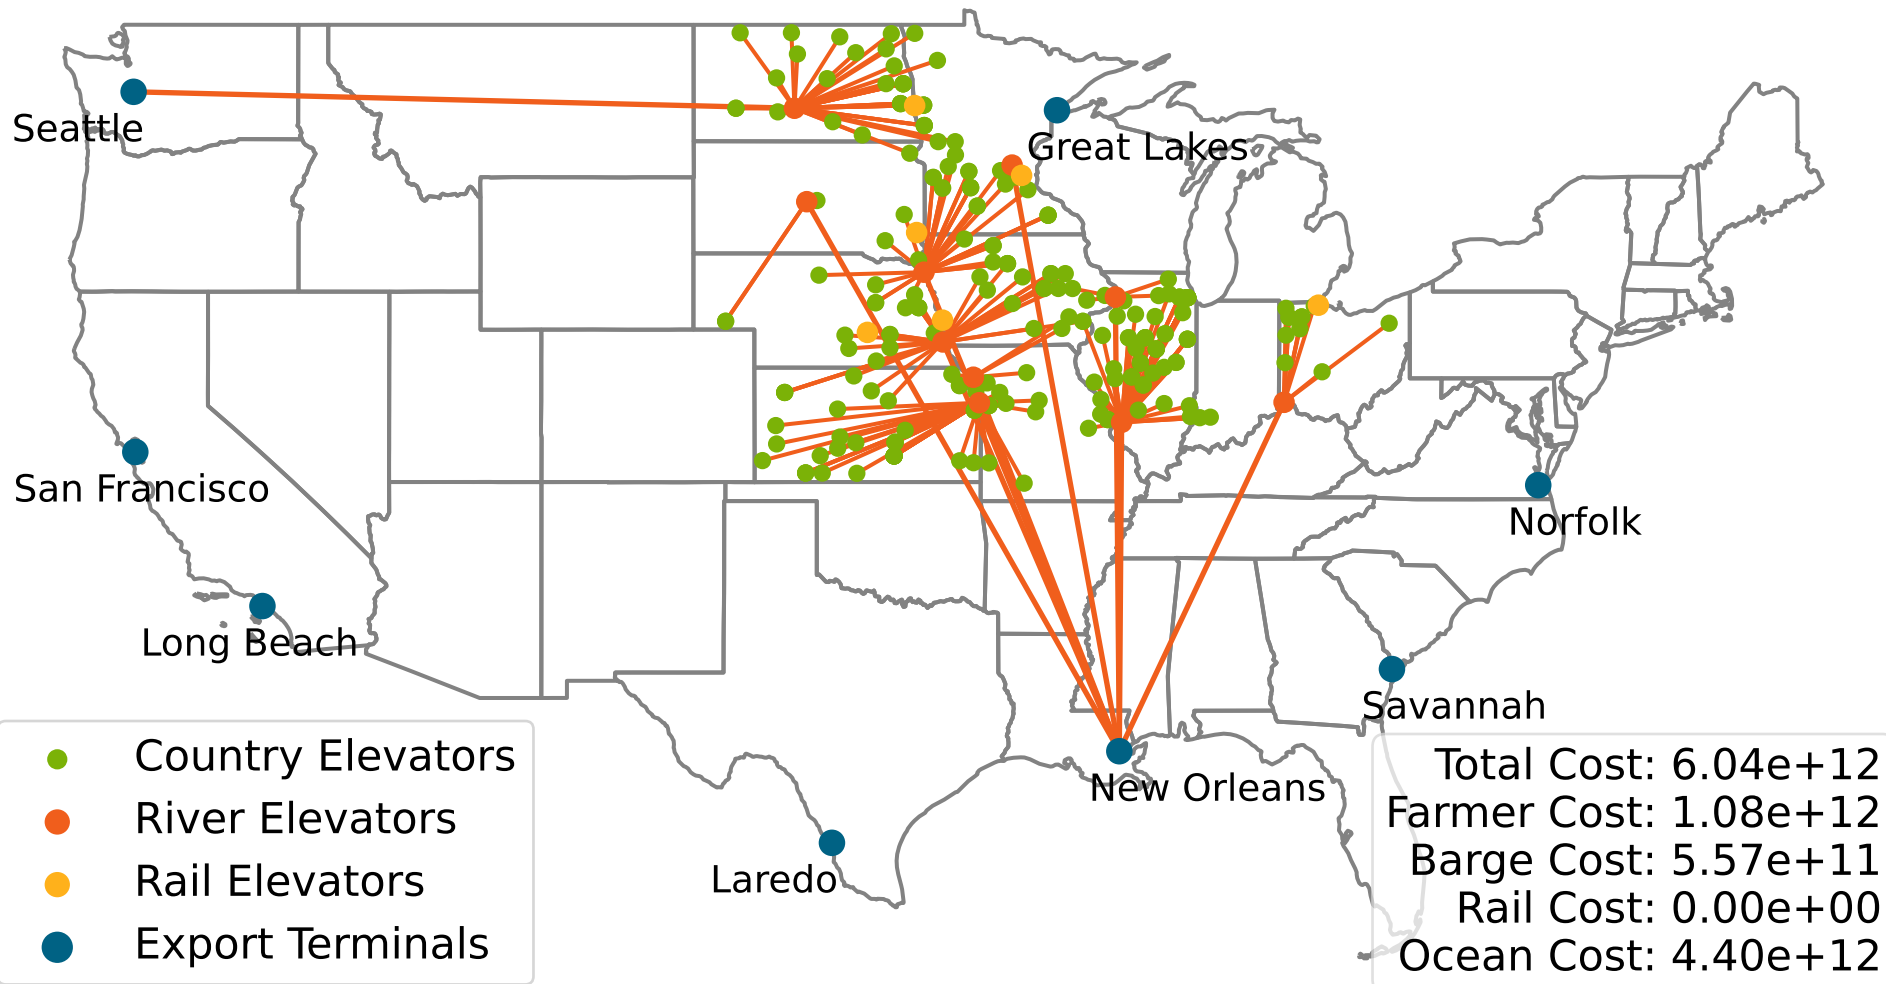 Seattle
Great Lakes
San Francisco
Norfolk
Long Beach
Savannah
New Orleans
Laredo
Country Elevators
River Elevators
Rail Elevators
Export Terminals
Total Cost: 6.04e+12
Farmer Cost: 1.08e+12
Barge Cost: 5.57e+11
Rail Cost: 0.00e+00
Ocean Cost: 4.40e+12